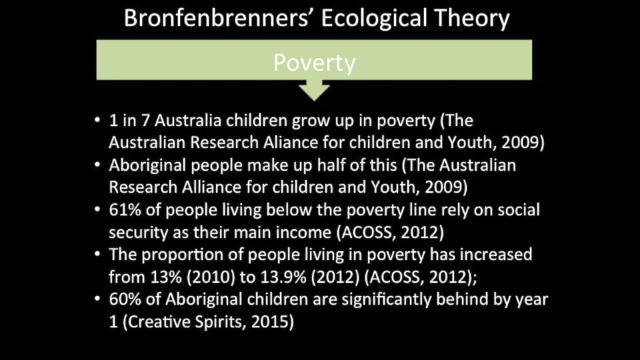 Bronfenbrenners’ Ecological Theory
Poverty
• 1 in 7 Australia children grow up in poverty (The
Australian Research Aliance for children and Youth, 2009)
• Aboriginal people make up half of this (The Australian
Research Alliance for children and Youth, 2009)
• 61% of people living below the poverty line rely on social
security as their main income (ACOSS, 2012)
• The proportion of people living in poverty has increased
from 13% (2010) to 13.9% (2012) (ACOSS, 2012);
• 60% of Aboriginal children are significantly behind by year
1 (Creative Spirits, 2015)